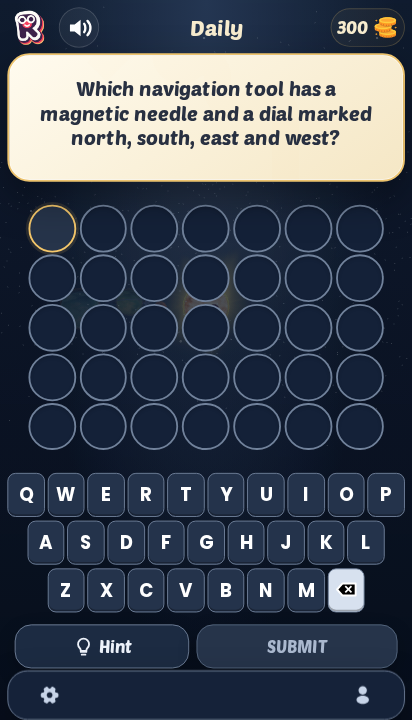 Daily
300
Which navigation tool has a
magnetic needle and a dial marked
north, south, east and west?
Q W E R T Y U I O P
A S D F G H J K L
Z X C V B N M
Hint
SUBMIT